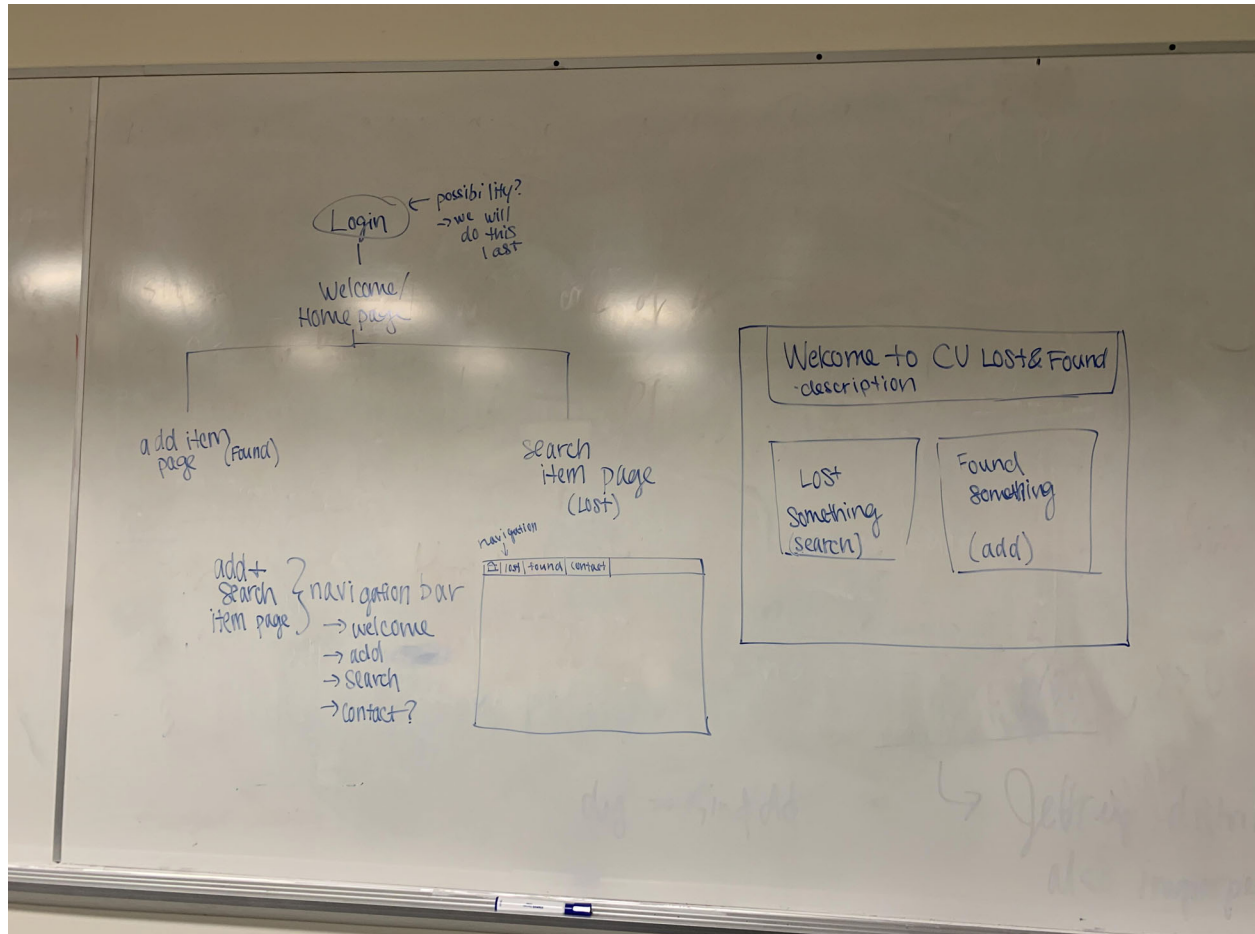 Login
← possibility?
→ we will
do this
last
Welcome/
Home page
add item
page (Found)
search
item page
(Lost)
add +
search
item page
navigation bar
→ welcome
→ add
→ search
→ contact?
navigation
lost found contact
Welcome to CU Lost & Found
-description
Lost
Something
(search)
Found
Something
(add)